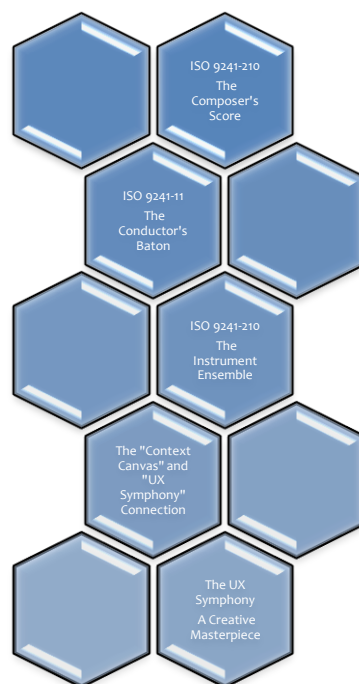 ISO 9241-210
The
Composer's
Score
ISO 9241-11
The
Conductor's
Baton
ISO 9241-210
The
Instrument
Ensemble
The "Context
Canvas" and
"UX
Symphony"
Connection
The UX
Symphony
A Creative
Masterpiece